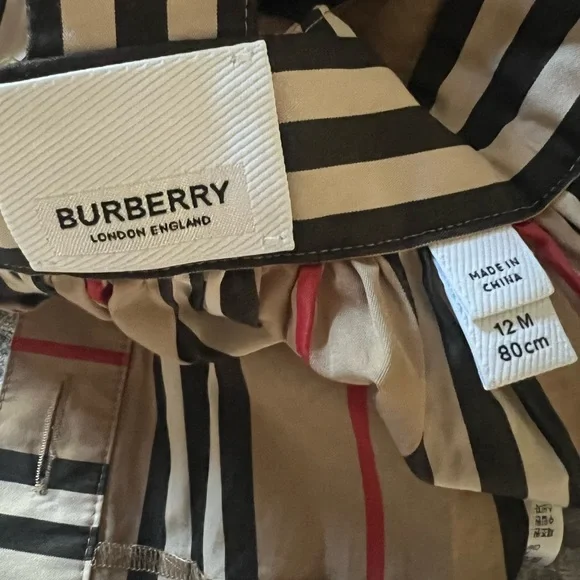 BURBERRY
LONDON ENGLAND
MADE IN
CHINA
12 M
80cm